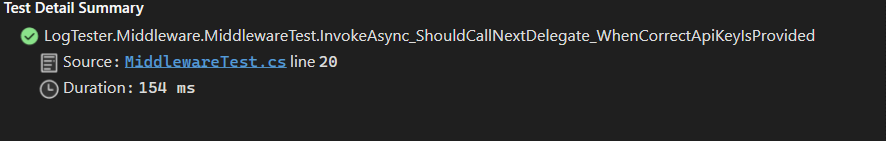 Test Detail Summary
LogTester.Middleware.MiddlewareTest.InvokeAsync_ShouldCallNextDelegate_WhenCorrectApiKeyIsProvided
Source: MiddlewareTest.cs line 20
Duration: 154 ms